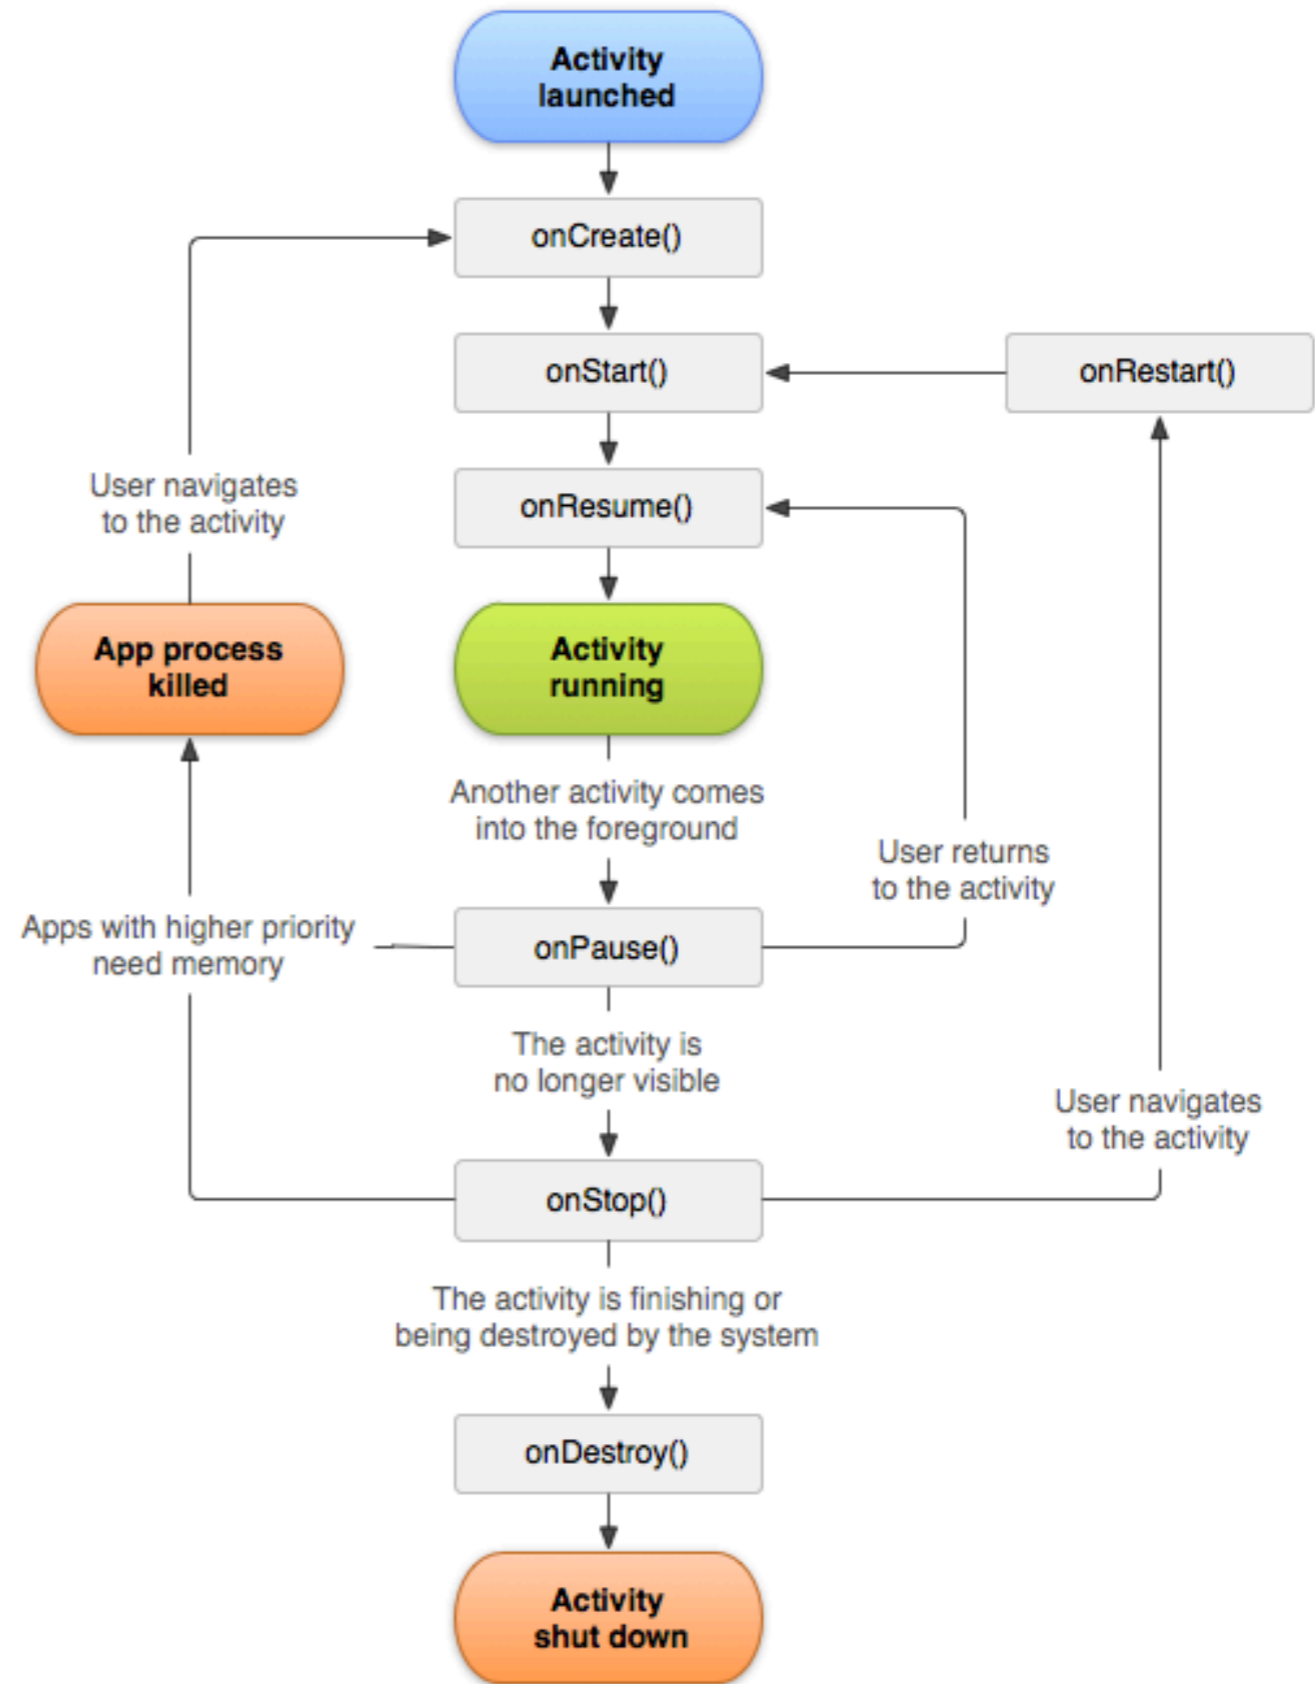 Activity
launched
onCreate()
onStart()
onRestart()
User navigates
to the activity
onResume()
App process
killed
Activity
running
Another activity comes
into the foreground
User returns
to the activity
Apps with higher priority
need memory
onPause()
The activity is
no longer visible
User navigates
to the activity
onStop()
The activity is finishing or
being destroyed by the system
onDestroy()
Activity
shut down